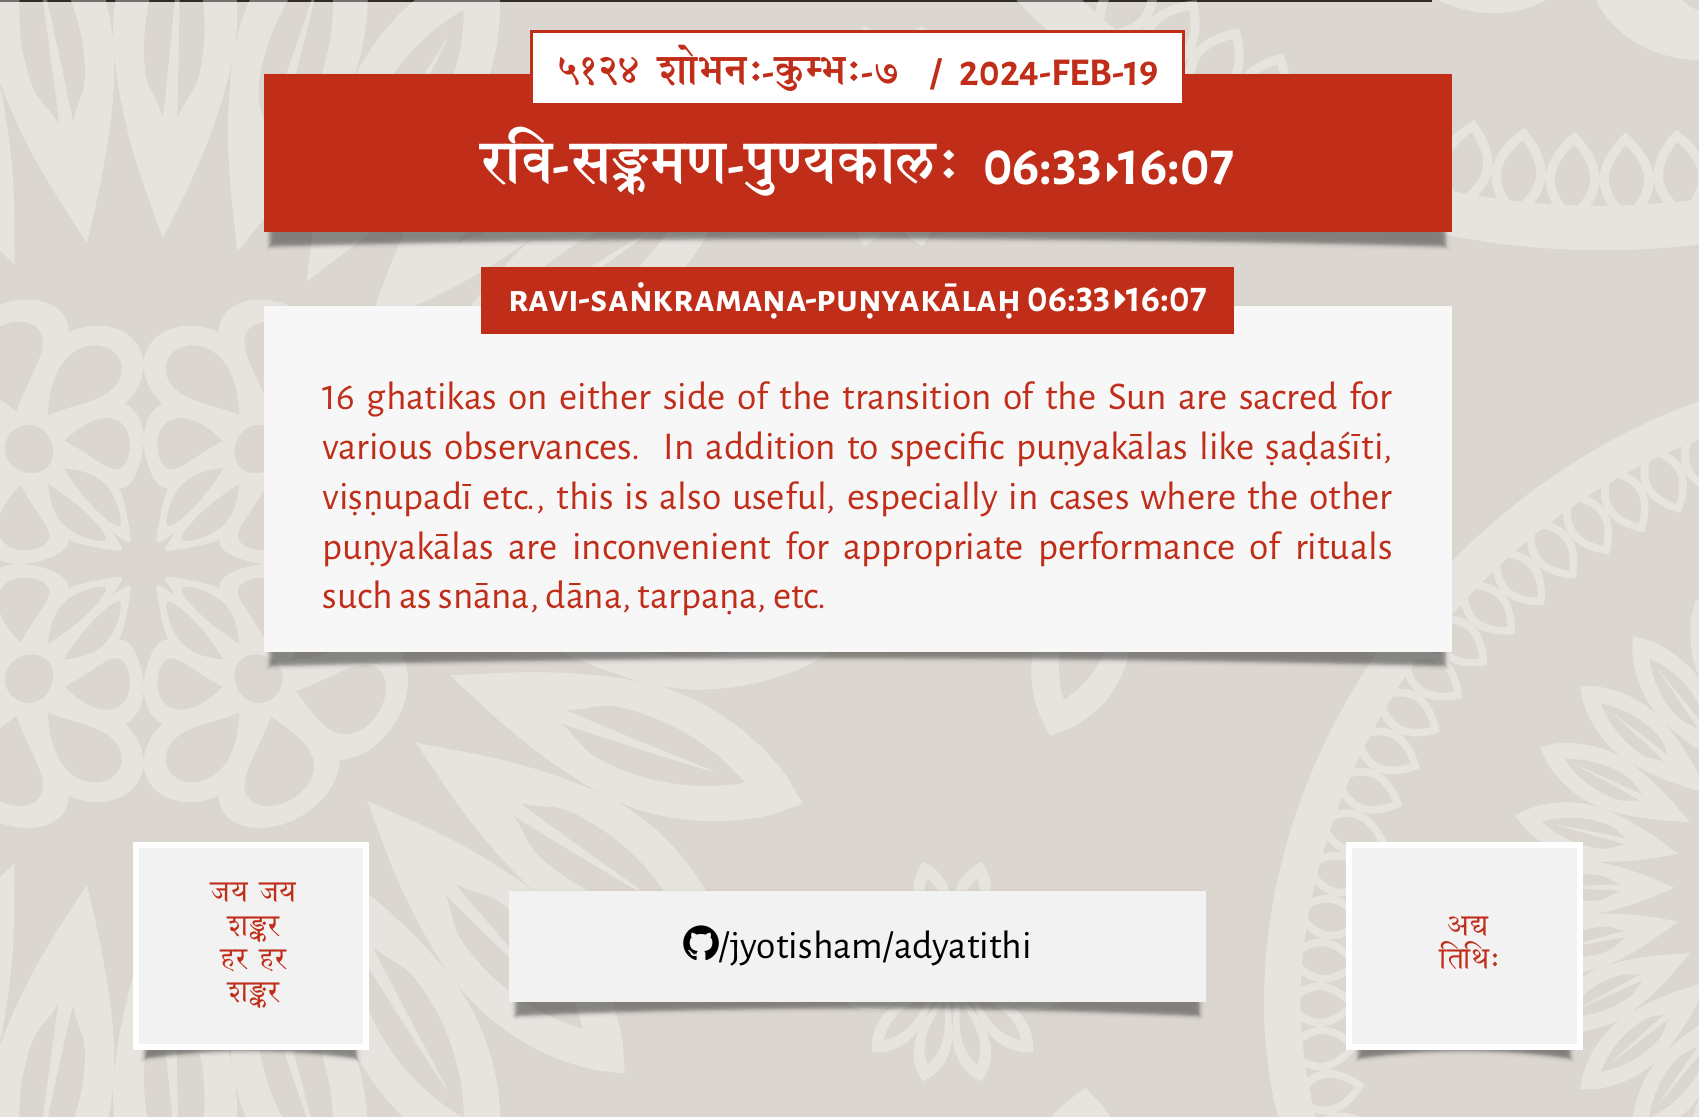 ५१२४ शोभनः-कुम्भः-७ / 2024-FEB-19
रवि-सङ्क्रमण-पुण्यकालः 06:33▸16:07
RAVI-SAṄKRAMAṆA-PUṆYAKĀLAḤ 06:33▸16:07
16 ghatikas on either side of the transition of the Sun are sacred for
various observances. In addition to specific puṇyakālas like ṣaḍaśīti,
viṣṇupadī etc., this is also useful, especially in cases where the other
puṇyakālas are inconvenient for appropriate performance of rituals
such as snāna, dāna, tarpaṇa, etc.
जय जय
शङ्कर
हर हर
शङ्कर
/jyotisham/adyatithi
अद्य
तिथिः